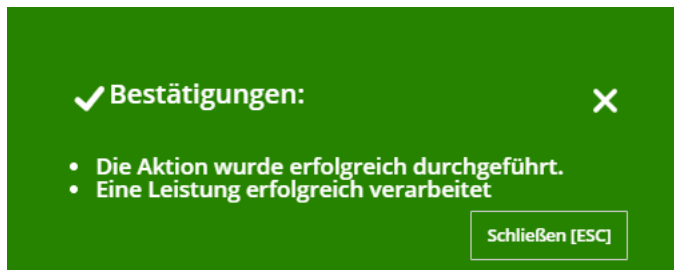 Bestätigungen:
Die Aktion wurde erfolgreich durchgeführt.
Eine Leistung erfolgreich verarbeitet
Schließen [ESC]